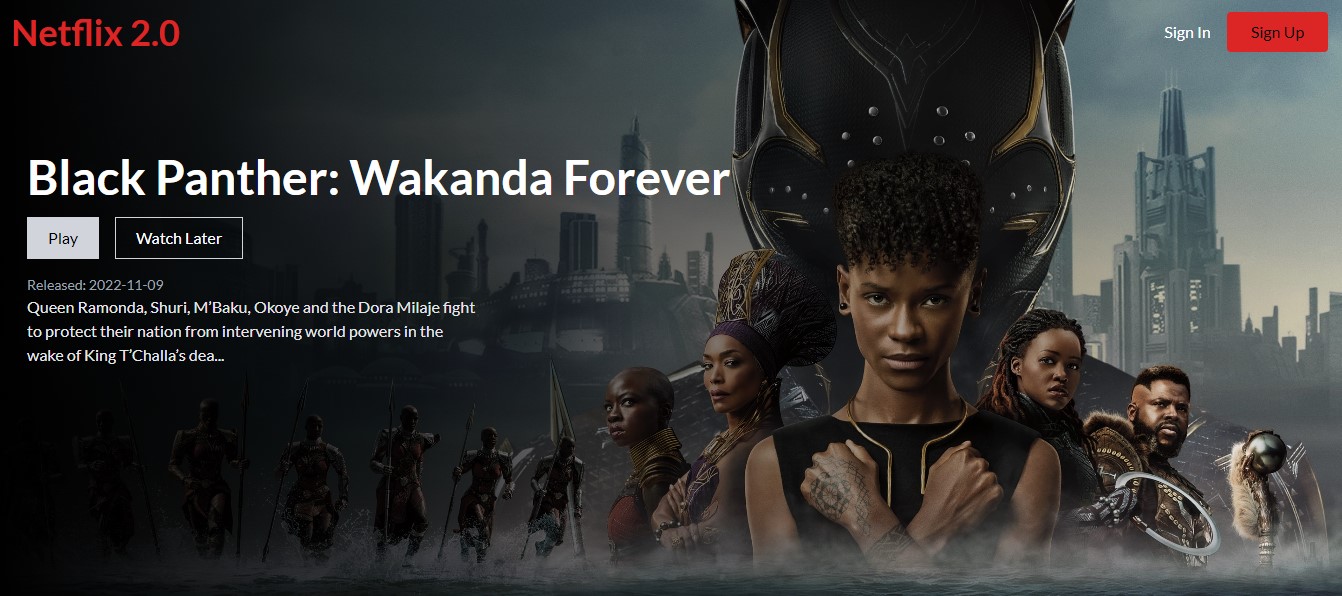 Netflix 2.0
Sign In
Sign Up
Black Panther: Wakanda Forever
Play
Watch Later
Released: 2022-11-09
Queen Ramonda, Shuri, M’Baku, Okoye and the Dora Milaje fight
to protect their nation from intervening world powers in the
wake of King T’Challa’s dea...